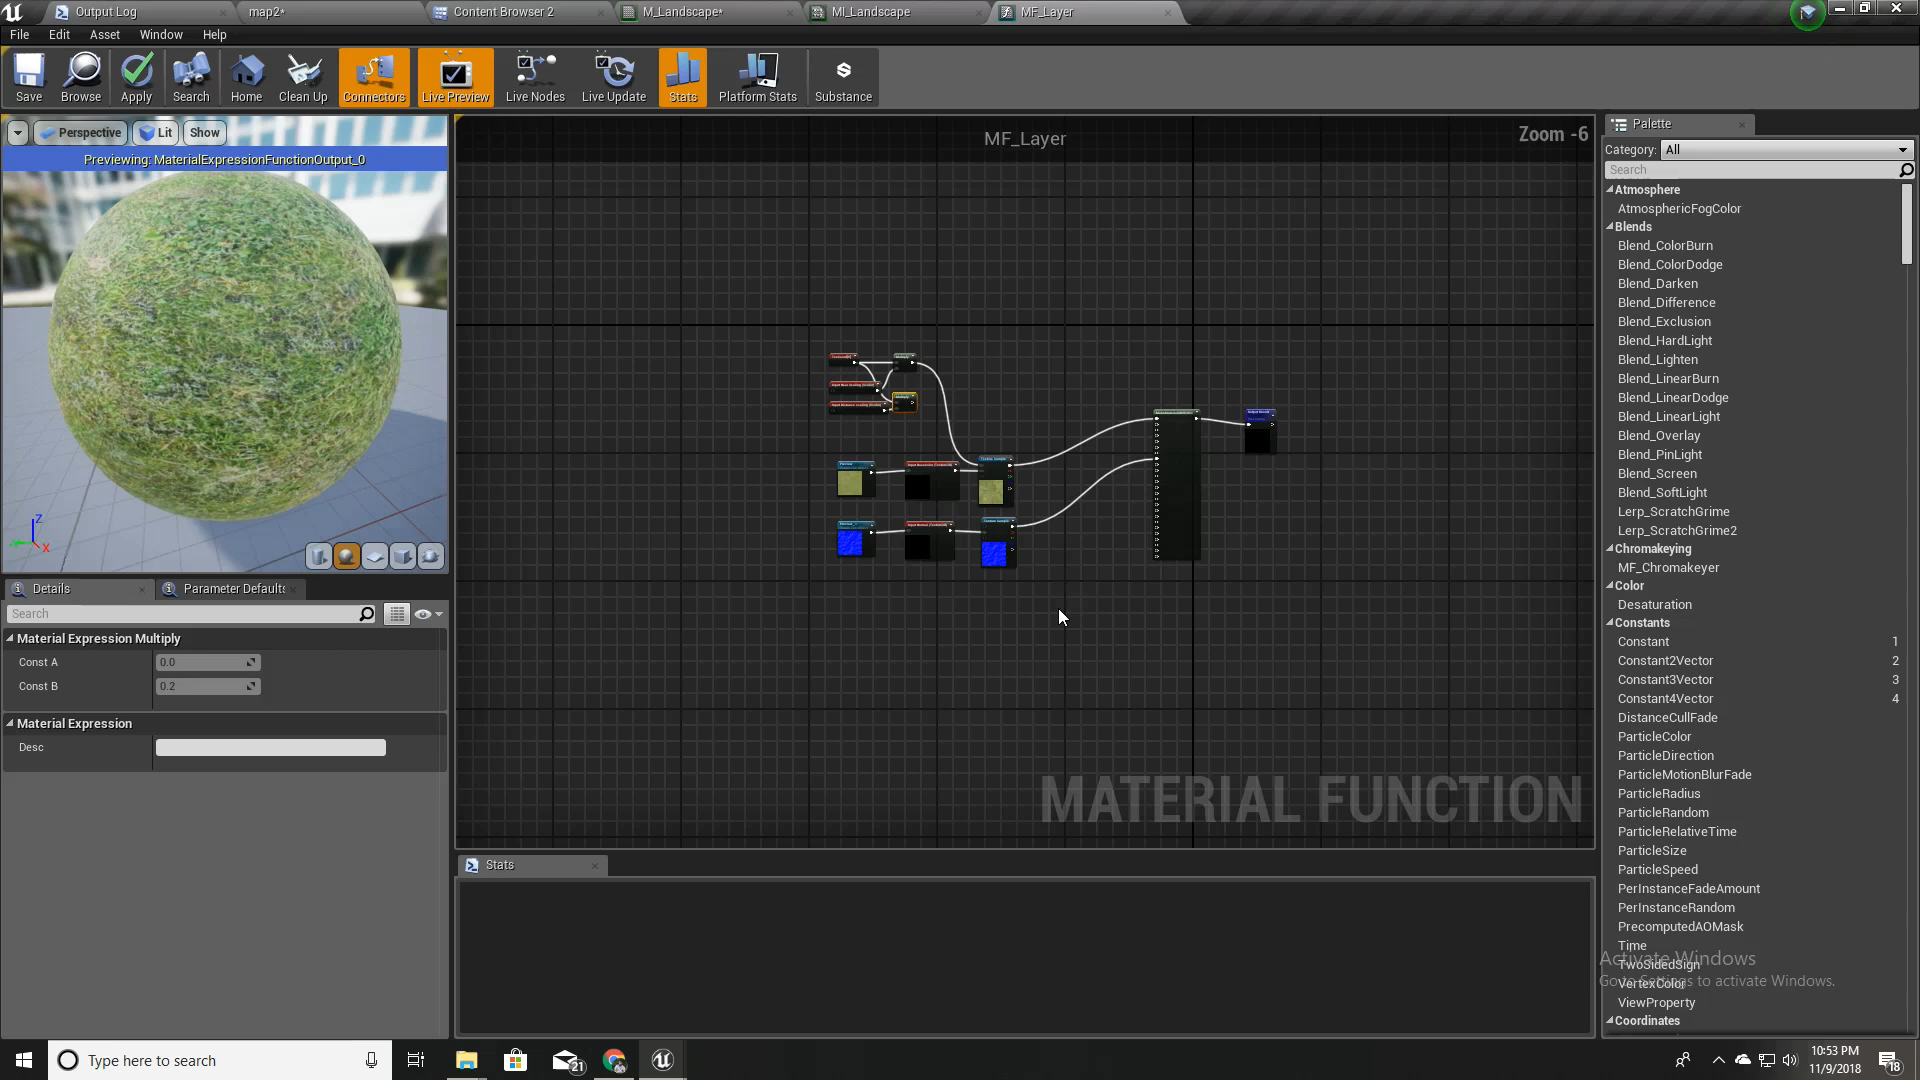 Output Log
map2*
Content Browser 2
M_Landscape*
MI_Landscape
MF_Layer
File
Edit
Asset
Window
Help
Save
Browse
Apply
Search
Home
Clean Up
Connectors
Live Preview
Live Nodes
Live Update
Stats
Platform Stats
Substance
Perspective
Lit
Show
Previewing: MaterialExpressionFunctionOutput_0
Z
X
Details
Parameter Defaults
Search
Material Expression Multiply
Const A
0.0
Const B
0.2
Material Expression
Desc
MF_Layer
Zoom -6
MATERIAL FUNCTION
Stats
Palette
Category: All
Search
Atmosphere
AtmosphericFogColor
Blends
Blend_ColorBurn
Blend_ColorDodge
Blend_Darken
Blend_Difference
Blend_Exclusion
Blend_HardLight
Blend_Lighten
Blend_LinearBurn
Blend_LinearDodge
Blend_LinearLight
Blend_Overlay
Blend_PinLight
Blend_Screen
Blend_SoftLight
Lerp_ScratchGrime
Lerp_ScratchGrime2
Chromakeying
MF_Chromakeyer
Color
Desaturation
Constants
Constant 1
Constant2Vector 2
Constant3Vector 3
Constant4Vector 4
DistanceCullFade
ParticleColor
ParticleDirection
ParticleMotionBlurFade
ParticleRadius
ParticleRandom
ParticleRelativeTime
ParticleSize
ParticleSpeed
PerInstanceFadeAmount
PerInstanceRandom
PrecomputedAOMask
Time
TwoSidedSign
VertexColor
ViewProperty
Coordinates
Activate Windows
Go to Settings to activate Windows.
Type here to search
21
10:53 PM
11/9/2018
18